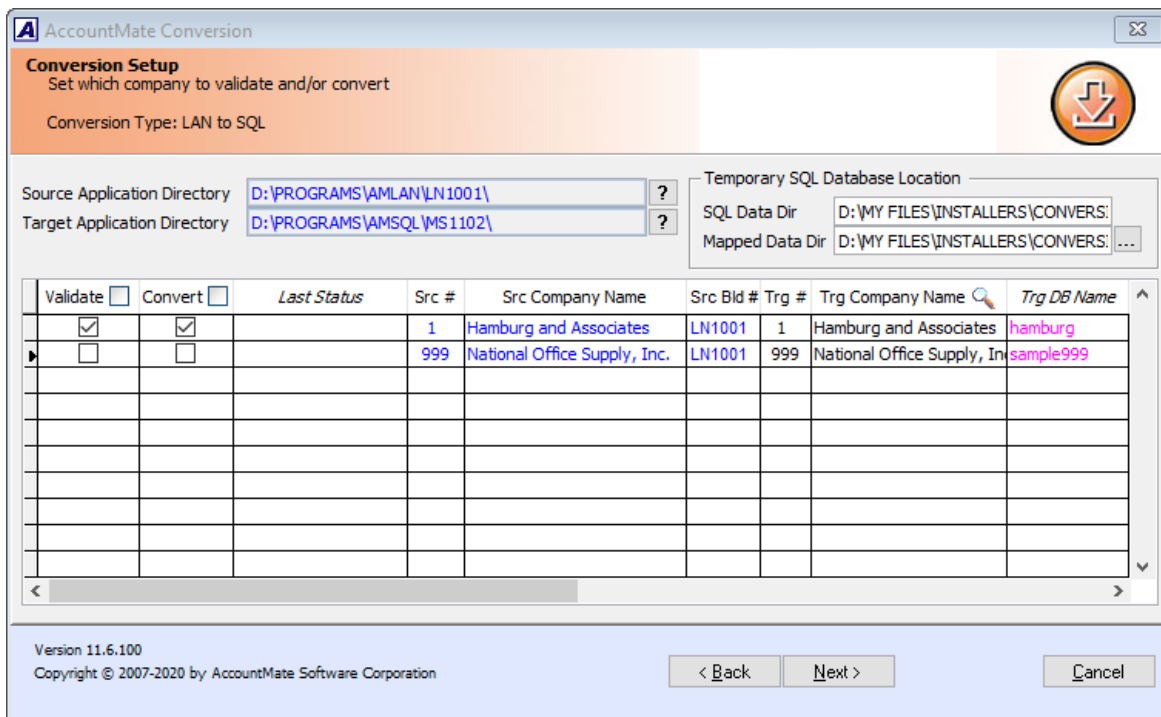 AccountMate Conversion
Conversion Setup
Set which company to validate and/or convert
Conversion Type: LAN to SQL
Source Application Directory D:\PROGRAMS\AMLAN\LN1001\ ?
Target Application Directory D:\PROGRAMS\AMSQL\MS1102\ ?
Temporary SQL Database Location
SQL Data Dir D:\MY FILES\INSTALLERS\CONVERS
Mapped Data Dir D:\MY FILES\INSTALLERS\CONVERS ...
Validate Convert Last Status Src # Src Company Name Src Bld # Trg # Trg Company Name Trg DB Name
1 Hamburg and Associates LN1001 1 Hamburg and Associates hamburg
999 National Office Supply, Inc. LN1001 999 National Office Supply, In sample999
Version 11.6.100
Copyright © 2007-2020 by AccountMate Software Corporation
< Back Next > Cancel